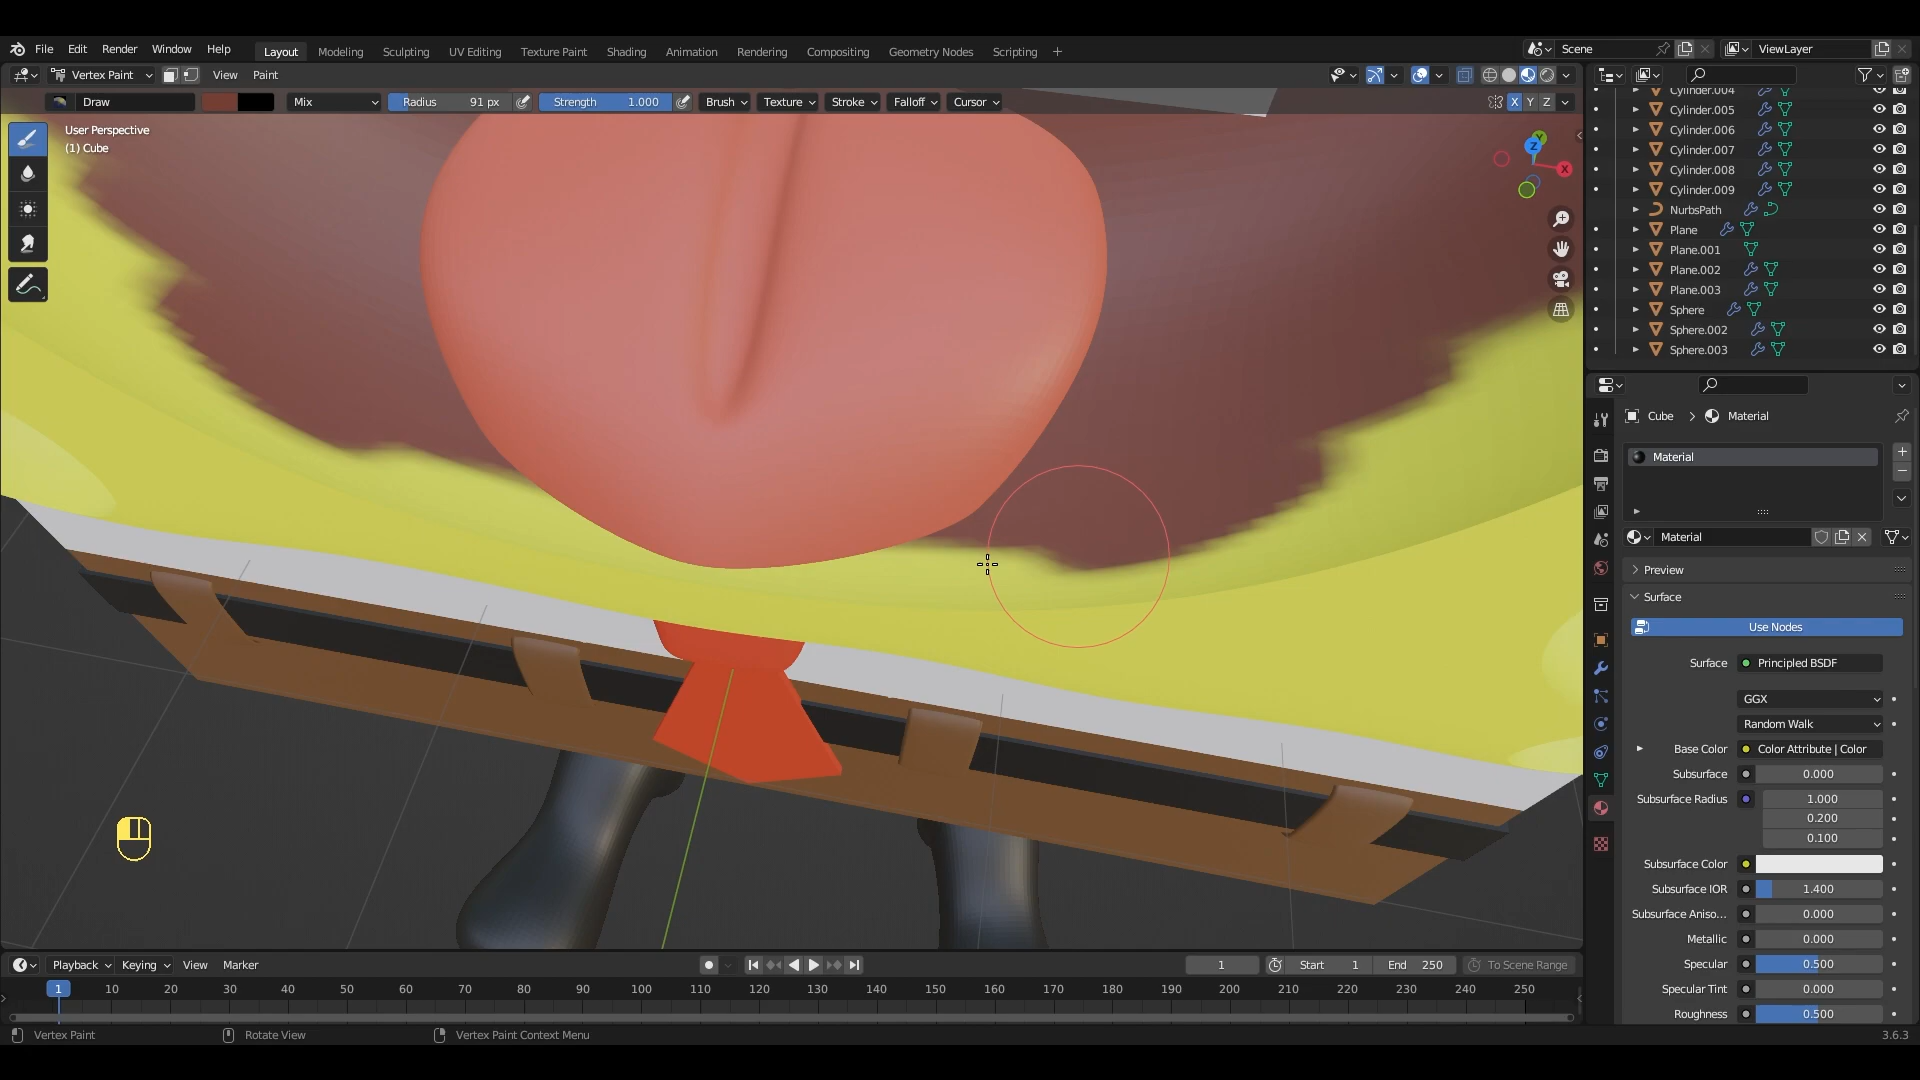 File Edit Render Window Help Layout Modeling Sculpting UV Editing Texture Paint Shading Animation Rendering Compositing Geometry Nodes Scripting + Scene ViewLayer
Vertex Paint View Paint
Draw Mix Radius 91 px Strength 1.000 Brush Texture Stroke Falloff Cursor X Y Z
User Perspective
(1) Cube
Y
Z
X
Cylinder.004
Cylinder.005
Cylinder.006
Cylinder.007
Cylinder.008
Cylinder.009
NurbsPath
Plane
Plane.001
Plane.002
Plane.003
Sphere
Sphere.002
Sphere.003
Cube > Material
Material
Material
Preview
Surface
Use Nodes
Surface Principled BSDF
GGX
Random Walk
Base Color Color Attribute | Color
Subsurface 0.000
Subsurface Radius 1.000
0.200
0.100
Subsurface Color
Subsurface IOR 1.400
Subsurface Aniso... 0.000
Metallic 0.000
Specular 0.500
Specular Tint 0.000
Roughness 0.500
Playback Keying View Marker 1 Start 1 End 250 To Scene Range
1 10 20 30 40 50 60 70 80 90 100 110 120 130 140 150 160 170 180 190 200 210 220 230 240 250
Vertex Paint Rotate View Vertex Paint Context Menu 3.6.3